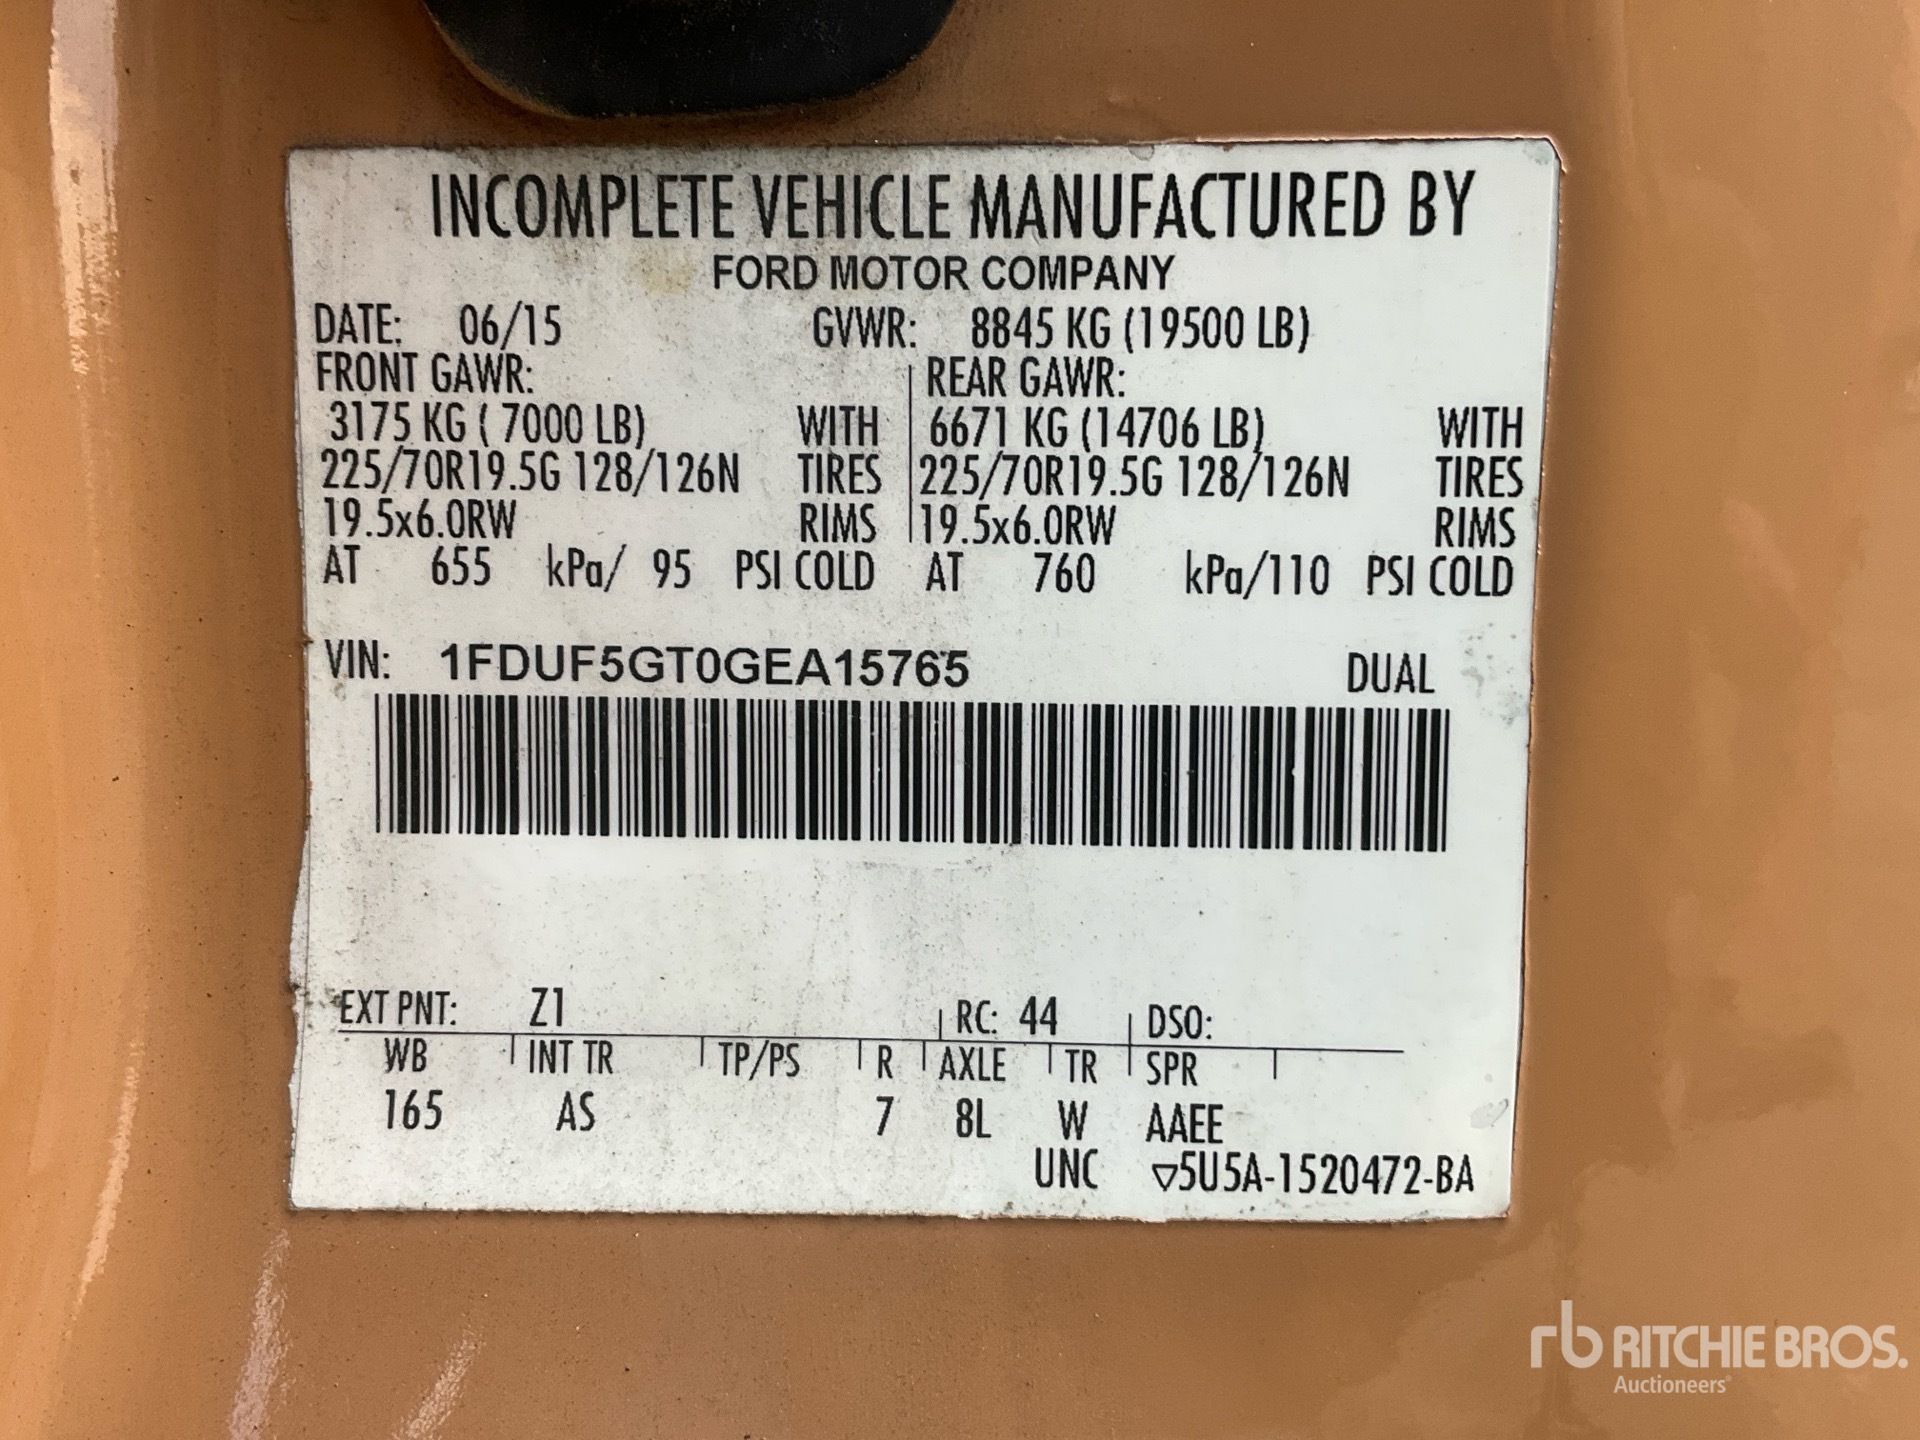 INCOMPLETE VEHICLE MANUFACTURED BY
FORD MOTOR COMPANY
DATE: 06/15 GVWR: 8845 KG (19500 LB)
FRONT GAWR: REAR GAWR:
3175 KG ( 7000 LB) WITH 6671 KG (14706 LB) WITH
225/70R19.5G 128/126N TIRES 225/70R19.5G 128/126N TIRES
19.5x6.0RW RIMS 19.5x6.0RW RIMS
AT 655 kPa/ 95 PSI COLD AT 760 kPa/110 PSI COLD
VIN: 1FDUF5GT0GEA15765 DUAL
EXT PNT: Z1 RC: 44 DSO:
WB INT TR TP/PS R AXLE TR SPR
165 AS 7 8L W AAEE
UNC ▽5U5A-1520472-BA
rb RITCHIE BROS.
Auctioneers